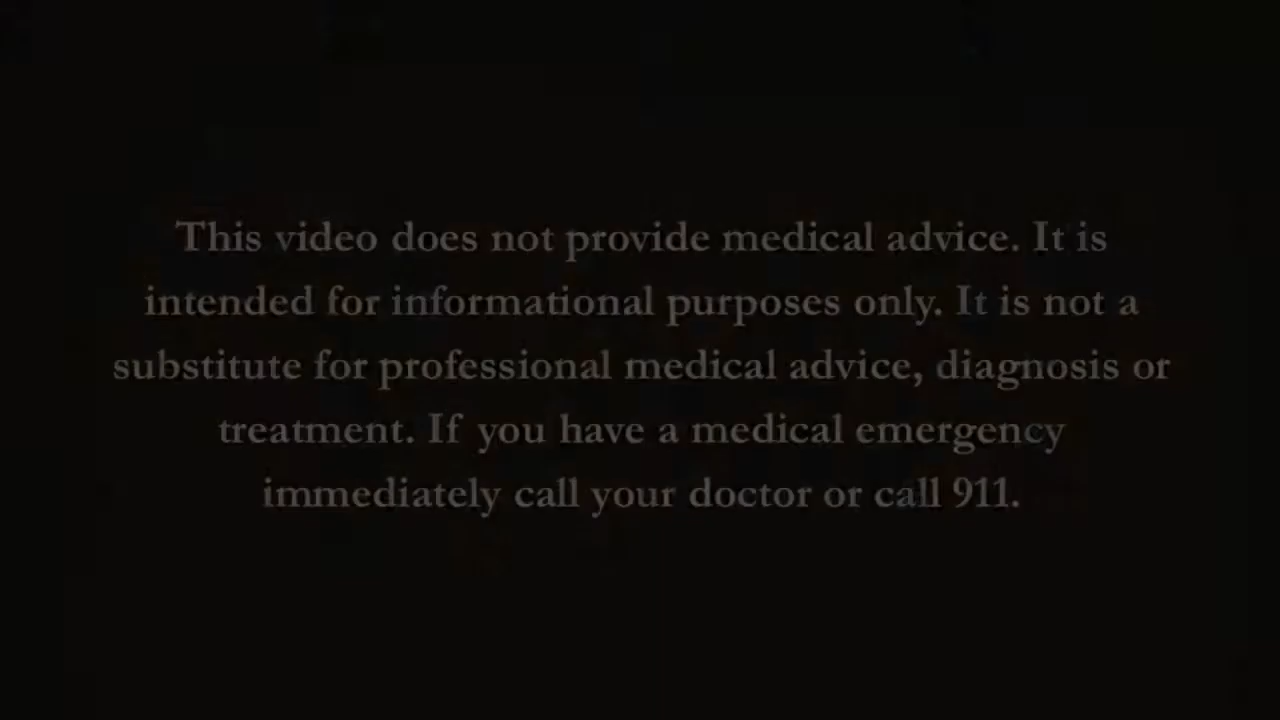 This video does not provide medical advice. It is
intended for informational purposes only. It is not a
substitute for professional medical advice, diagnosis or
treatment. If you have a medical emergency
immediately call your doctor or call 911.